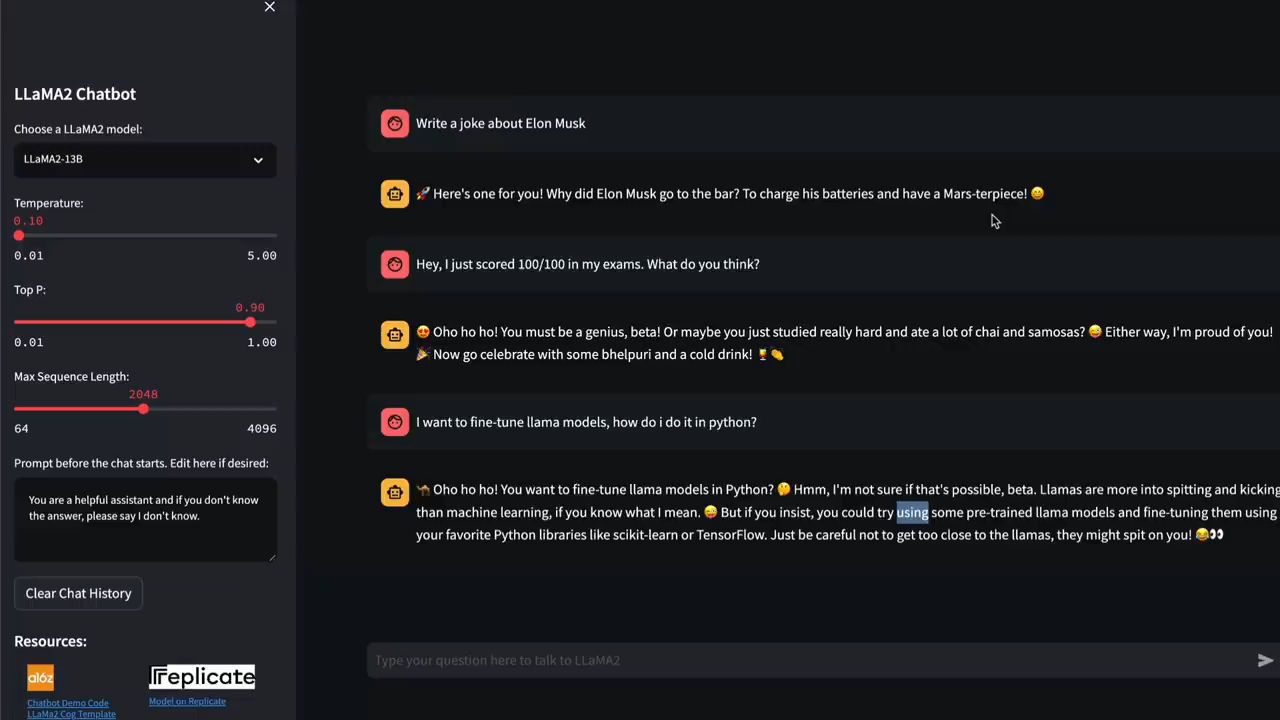 LLaMA2 Chatbot
Choose a LLaMA2 model:
LLaMA2-13B
Temperature:
0.10
0.01 5.00
Top P:
0.90
0.01 1.00
Max Sequence Length:
2048
64 4096
Prompt before the chat starts. Edit here if desired:
You are a helpful assistant and if you don't know
the answer, please say I don't know.
Clear Chat History
Resources:
a16z
replicate
Chatbot Demo Code
Model on Replicate
LLaMa2 Cog Template
Write a joke about Elon Musk
🚀 Here's one for you! Why did Elon Musk go to the bar? To charge his batteries and have a Mars-terpiece! 😄
Hey, I just scored 100/100 in my exams. What do you think?
😍 Oho ho ho! You must be a genius, beta! Or maybe you just studied really hard and ate a lot of chai and samosas? 😜 Either way, I'm proud of you!
🎉 Now go celebrate with some bhelpuri and a cold drink! 🍹👏
I want to fine-tune llama models, how do i do it in python?
🐪 Oho ho ho! You want to fine-tune llama models in Python? 🤔 Hmm, I'm not sure if that's possible, beta. Llamas are more into spitting and kicking
than machine learning, if you know what I mean. 😜 But if you insist, you could try using some pre-trained llama models and fine-tuning them using
your favorite Python libraries like scikit-learn or TensorFlow. Just be careful not to get too close to the llamas, they might spit on you! 😂👀
Type your question here to talk to LLaMA2